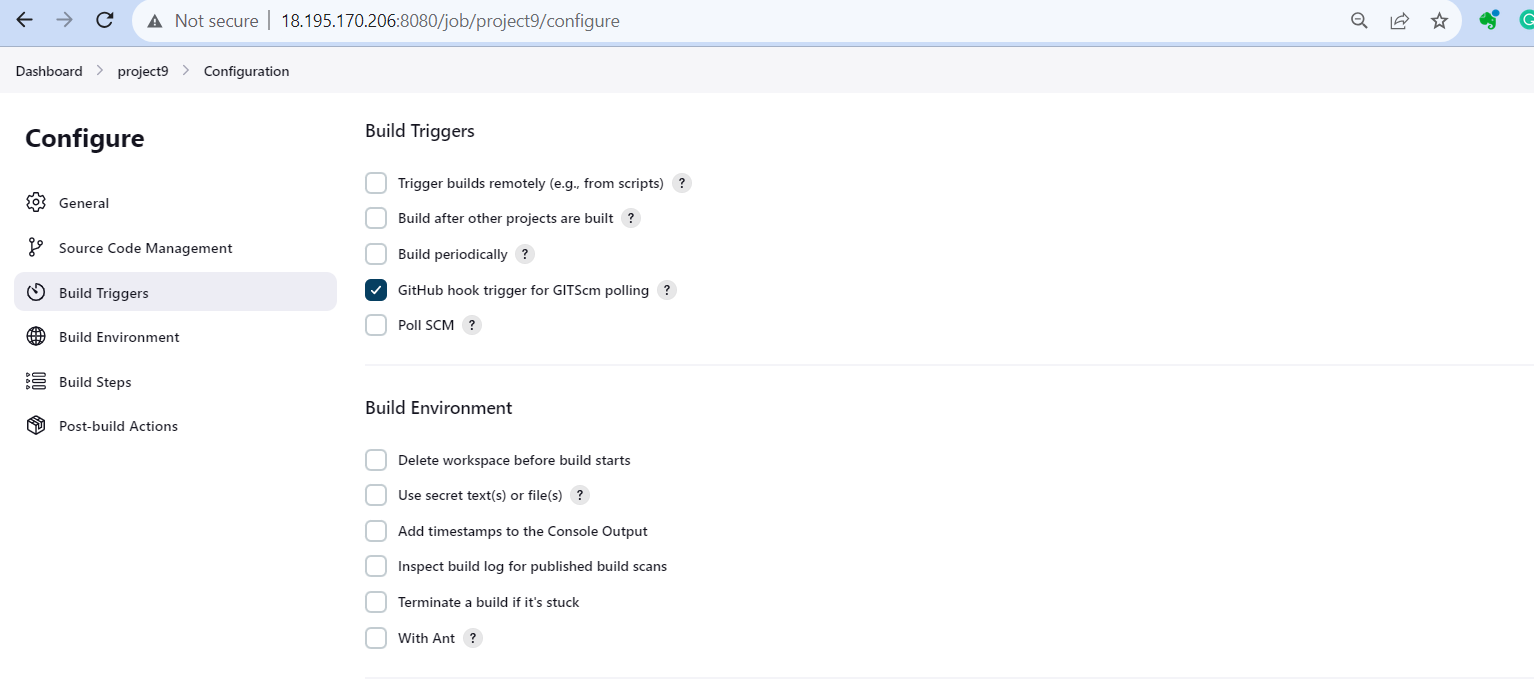 Not secure | 18.195.170.206:8080/job/project9/configure
Dashboard > project9 > Configuration
Configure
General
Source Code Management
Build Triggers
Build Environment
Build Steps
Post-build Actions
Build Triggers
Trigger builds remotely (e.g., from scripts) ?
Build after other projects are built ?
Build periodically ?
GitHub hook trigger for GITScm polling ?
Poll SCM ?
Build Environment
Delete workspace before build starts
Use secret text(s) or file(s) ?
Add timestamps to the Console Output
Inspect build log for published build scans
Terminate a build if it's stuck
With Ant ?